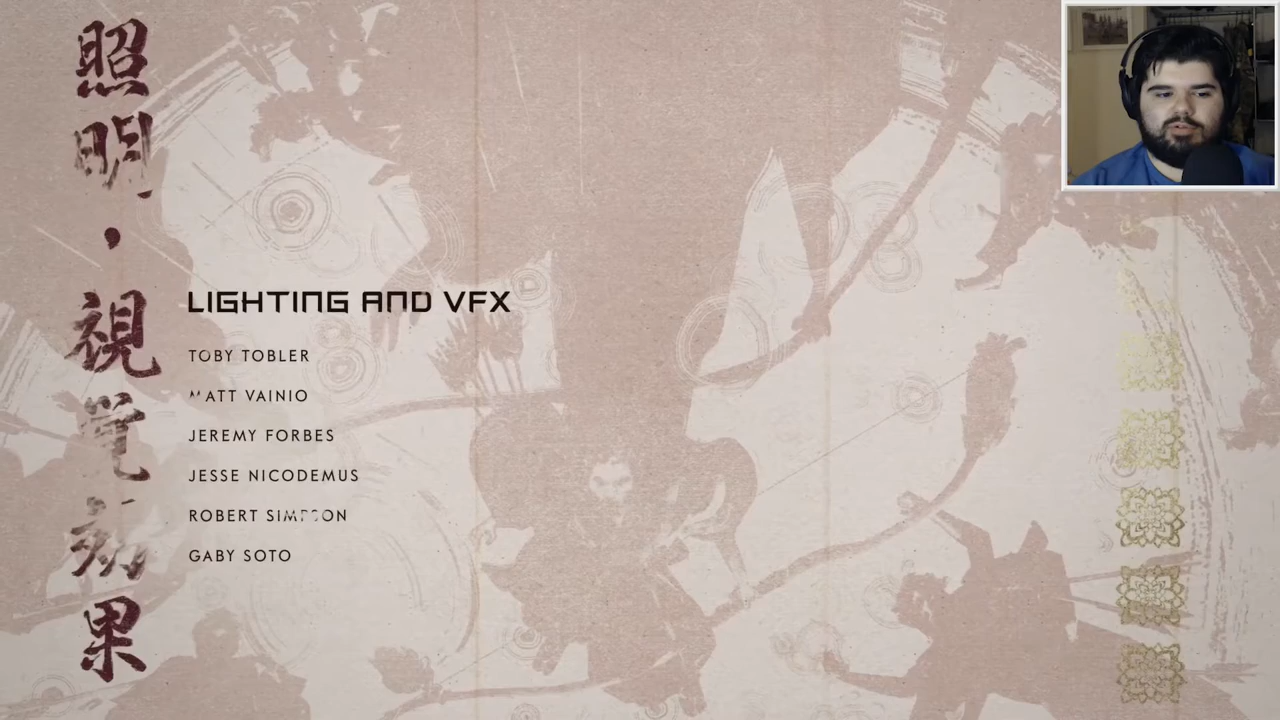 照明・視覚効果
LIGHTING AND VFX
TOBY TOBLER
MATT VAINIO
JEREMY FORBES
JESSE NICODEMUS
ROBERT SIMPSON
GABY SOTO